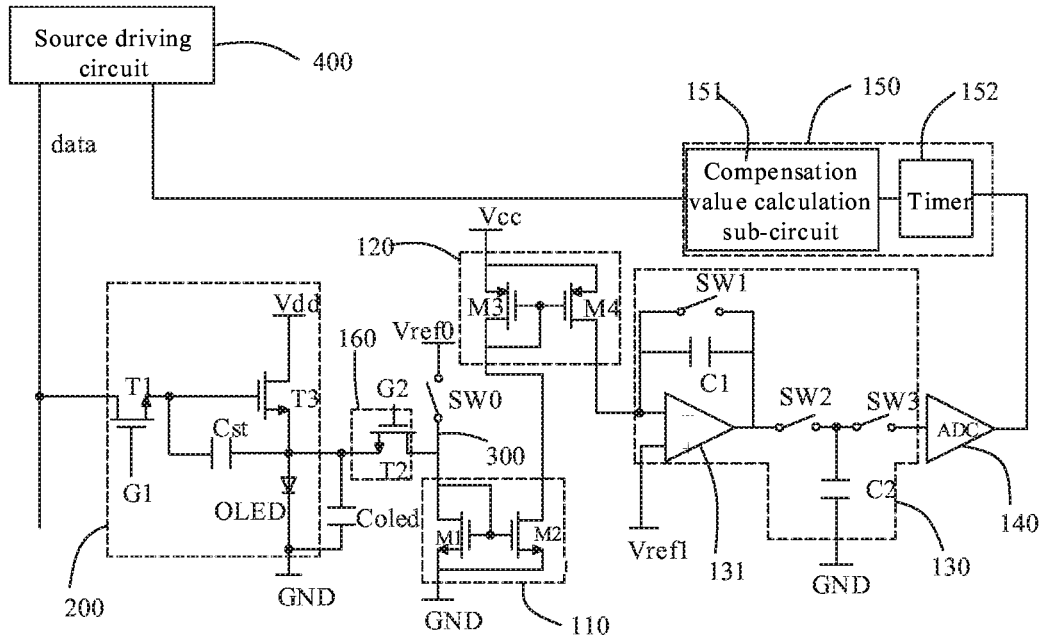 Source driving
circuit
400
data
151
150
152
Compensation
value calculation
sub-circuit
Timer
Vcc
120
M3
M4
SW1
C1
Vdd
160
Vref0
T1
T3
G2
SW0
SW2
SW3
ADC
Cst
T2
300
G1
OLED
Coled
M1
M2
C2
140
Vref1
131
130
200
GND
GND
110
GND